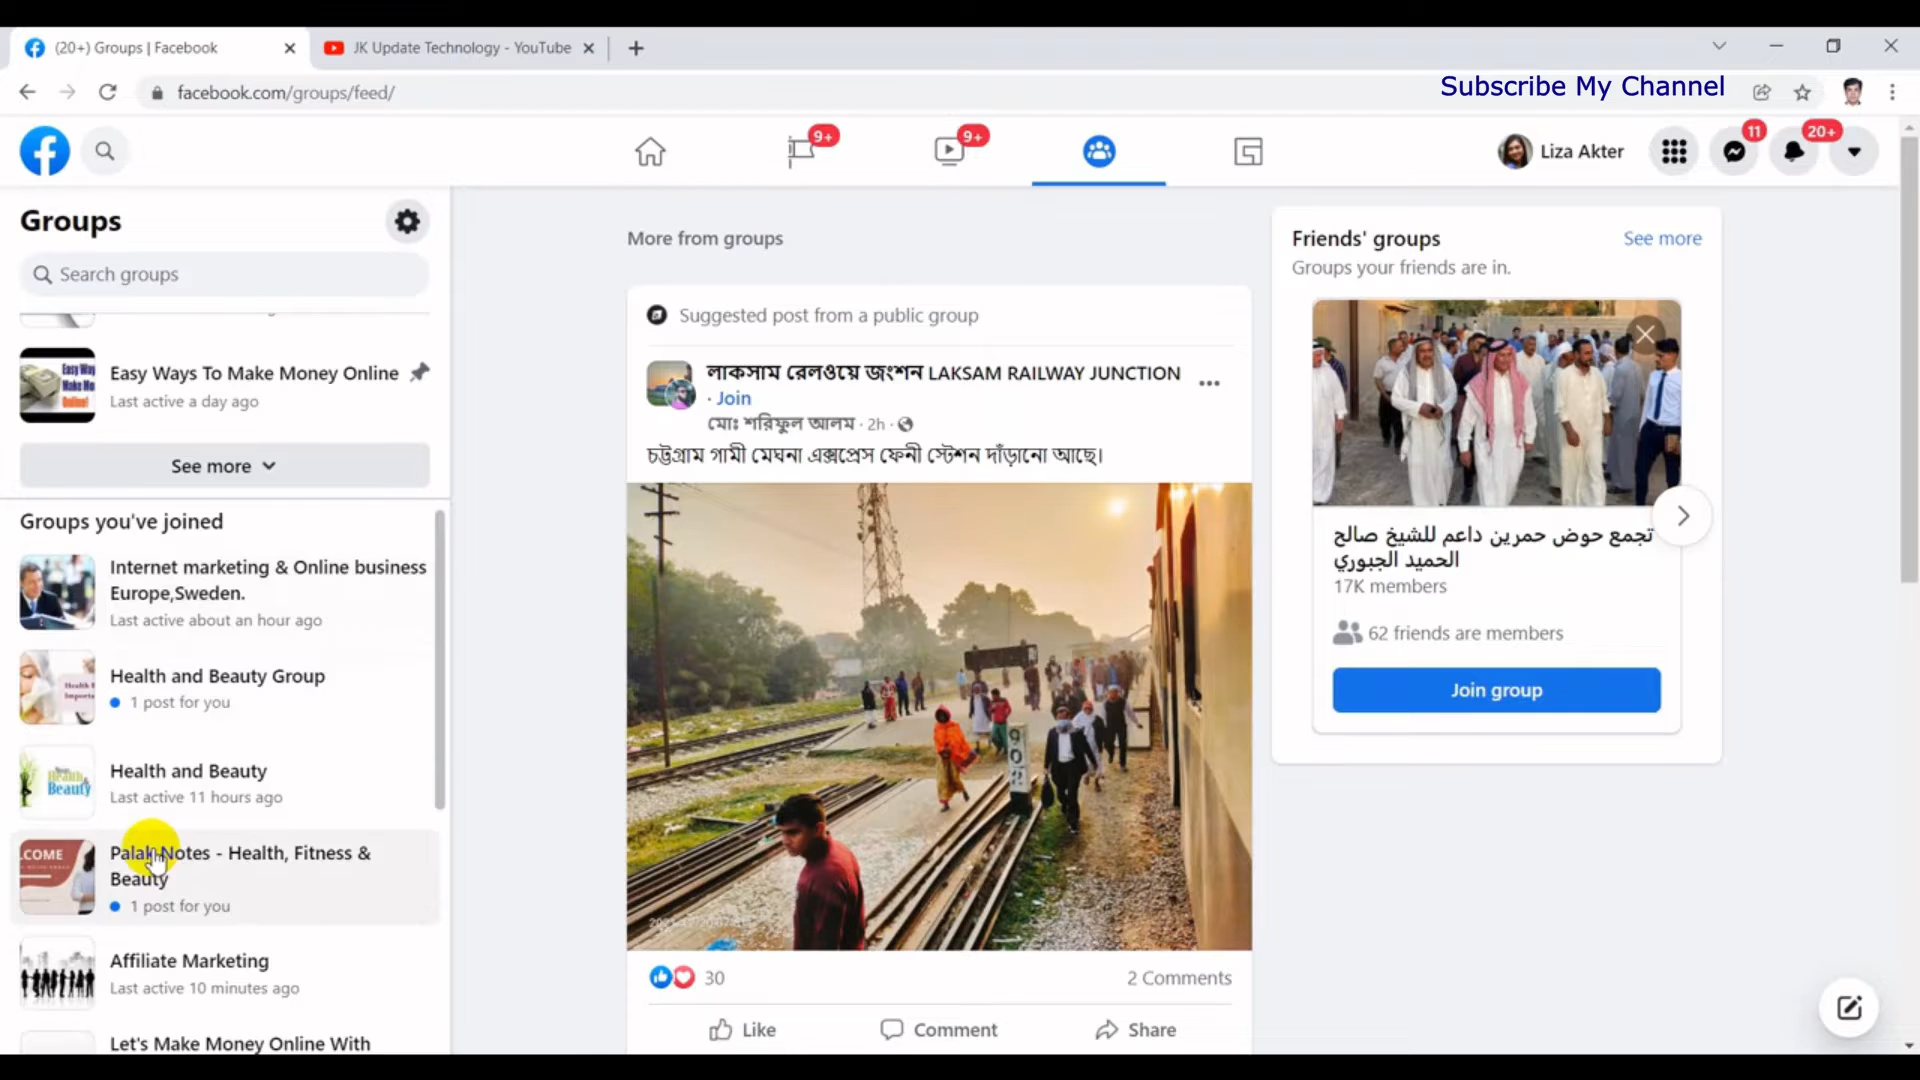 (20+) Groups | Facebook
JK Update Technology - YouTube
facebook.com/groups/feed/
Subscribe My Channel
9+
9+
Liza Akter
11
20+
Groups
Search groups
Easy Ways To Make Money Online
Last active a day ago
See more
Groups you've joined
Internet marketing & Online business
Europe,Sweden.
Last active about an hour ago
Health and Beauty Group
1 post for you
Health and Beauty
Last active 11 hours ago
Palak Notes - Health, Fitness &
Beauty
1 post for you
Affiliate Marketing
Last active 10 minutes ago
Let's Make Money Online With
More from groups
Suggested post from a public group
লাকসাম রেলওয়ে জংশন LAKSAM RAILWAY JUNCTION
· Join
মোঃ শরিফুল আলম · 2h ·
চট্টগ্রাম গামী মেঘনা এক্সপ্রেস ফেনী স্টেশন দাঁড়ানো আছে।
30
2 Comments
Like
Comment
Share
Friends' groups
See more
Groups your friends are in.
تجمع حوض حمرين داعم للشيخ صالح
الحميد الجبوري
17K members
62 friends are members
Join group